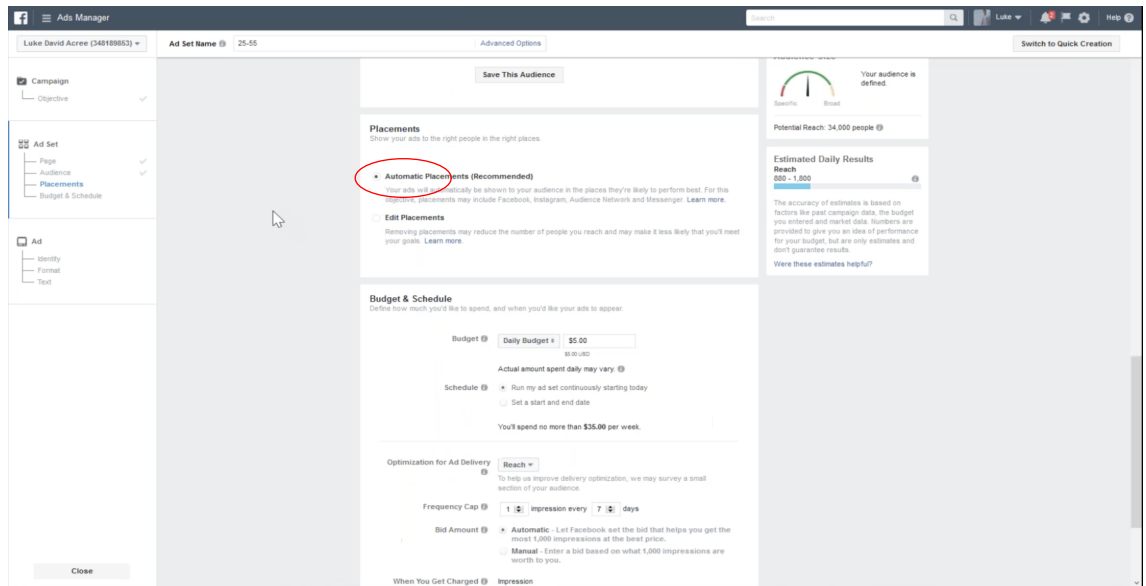 f Ads Manager
Search
Luke
2
Help
Luke David Acree (348189853)
Ad Set Name
25-55
Advanced Options
Switch to Quick Creation
Campaign
Objective
Ad Set
Page
Audience
Placements
Budget & Schedule
Ad
Identity
Format
Text
Close
Save This Audience
Placements
Show your ads to the right people in the right places.
Automatic Placements (Recommended)
Your ads will automatically be shown to your audience in the places they're likely to perform best. For this
objective, placements may include Facebook, Instagram, Audience Network and Messenger. Learn more.
Edit Placements
Removing placements may reduce the number of people you reach and may make it less likely that you'll meet
your goals. Learn more.
Budget & Schedule
Define how much you'd like to spend, and when you'd like your ads to appear.
Budget
Daily Budget
$5.00
$5.00 USD
Actual amount spent daily may vary.
Schedule
Run my ad set continuously starting today
Set a start and end date
You'll spend no more than $35.00 per week.
Optimization for Ad Delivery
Reach
To help us improve delivery optimization, we may survey a small
section of your audience.
Frequency Cap
1 impression every 7 days
Bid Amount
Automatic - Let Facebook set the bid that helps you get the
most 1,000 impressions at the best price.
Manual - Enter a bid based on what 1,000 impressions are
worth to you.
When You Get Charged
Impression
Audience Size
Your audience is
defined.
Specific
Broad
Potential Reach: 34,000 people
Estimated Daily Results
Reach
880 - 1,800
The accuracy of estimates is based on
factors like past campaign data, the budget
you entered and market data. Numbers are
provided to give you an idea of performance
for your budget, but are only estimates and
don't guarantee results.
Were these estimates helpful?